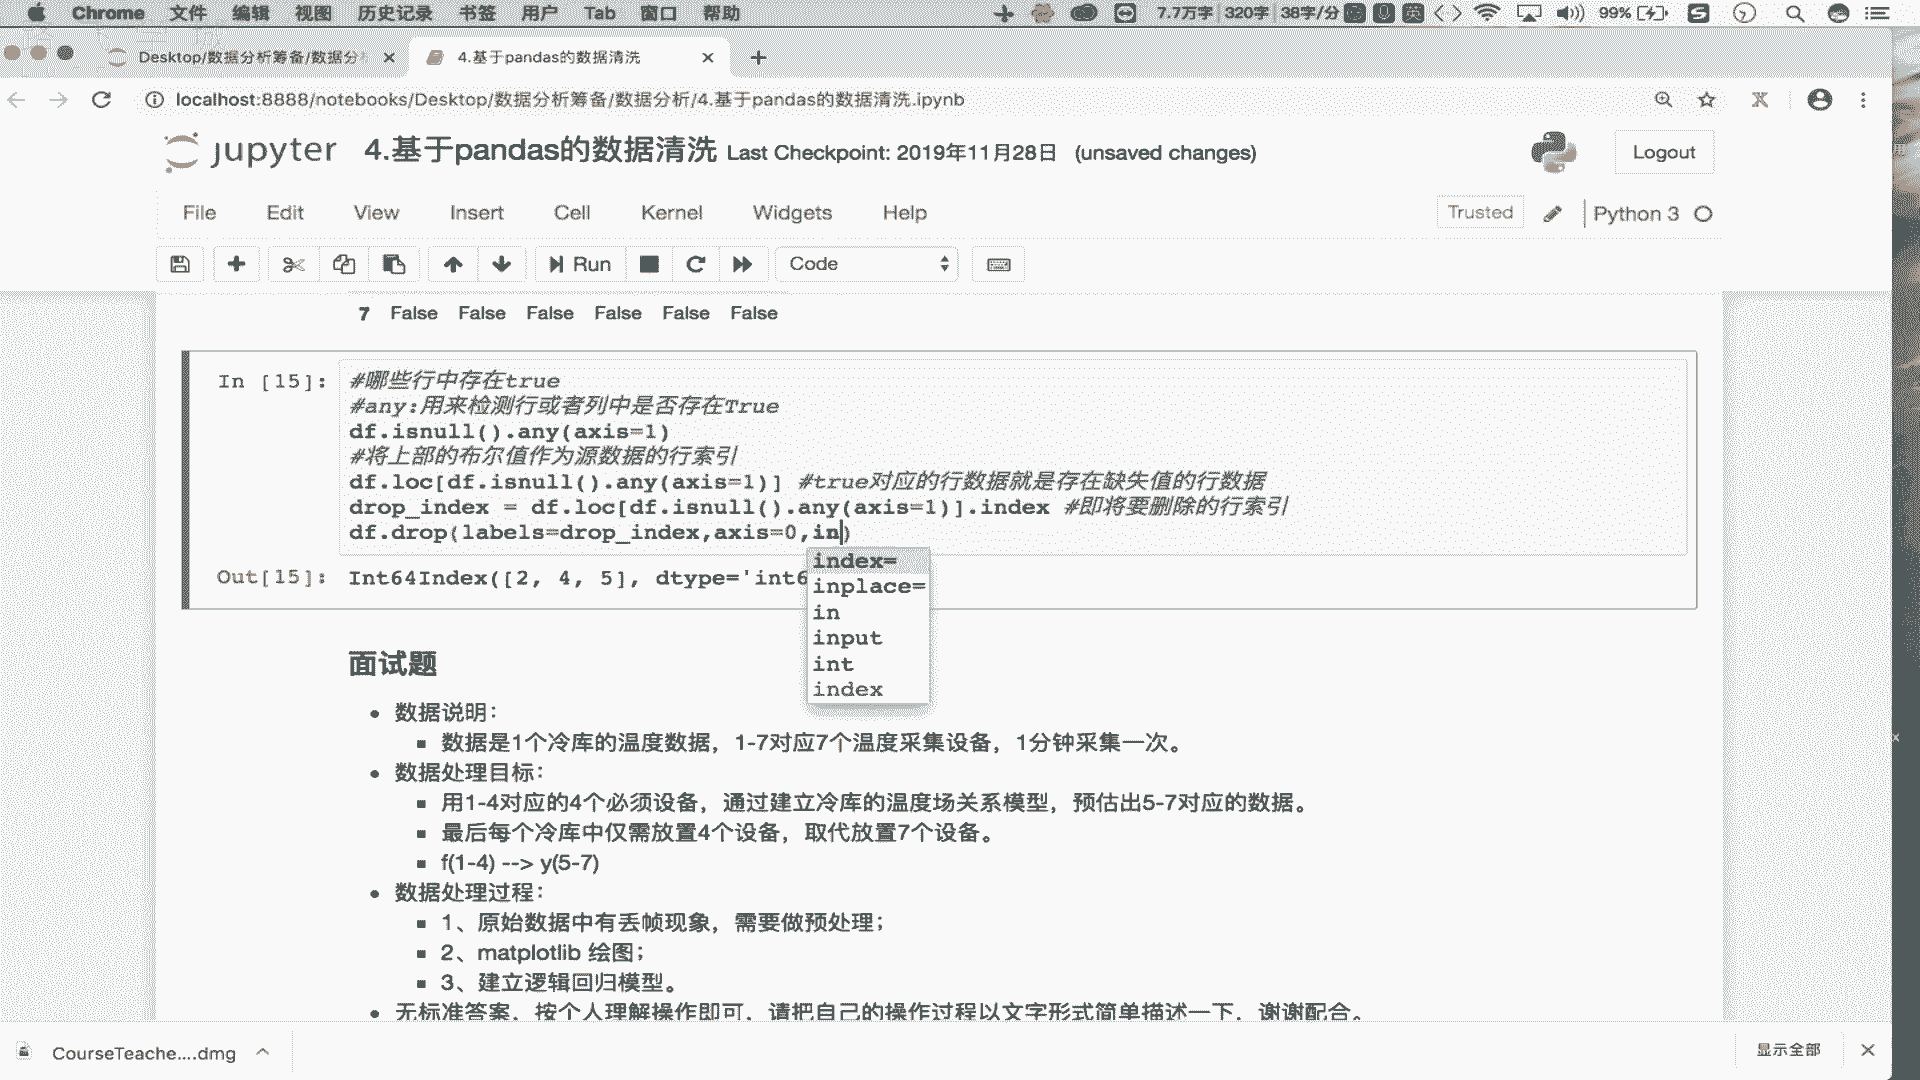 Chrome 文件 编辑 视图 历史记录 书签 用户 Tab 窗口 帮助 7.7万字 320字 38字/分 英 99%
Desktop/数据分析筹备/数据分 4.基于pandas的数据清洗
localhost:8888/notebooks/Desktop/数据分析筹备/数据分析/4.基于pandas的数据清洗.ipynb
jupyter 4.基于pandas的数据清洗 Last Checkpoint: 2019年11月28日 (unsaved changes) Logout
File Edit View Insert Cell Kernel Widgets Help Trusted Python 3
Run Code
7 False False False False False False
In [15]: #哪些行中存在true
#any:用来检测行或者列中是否存在True
df.isnull().any(axis=1)
#将上部的布尔值作为源数据的行索引
df.loc[df.isnull().any(axis=1)] #true对应的行数据就是存在缺失值的行数据
drop_index = df.loc[df.isnull().any(axis=1)].index #即将要删除的行索引
df.drop(labels=drop_index,axis=0,in)
index=
inplace=
in
input
int
index
Out[15]: Int64Index([2, 4, 5], dtype='int6
面试题
• 数据说明：
▪ 数据是1个冷库的温度数据，1-7对应7个温度采集设备，1分钟采集一次。
• 数据处理目标：
▪ 用1-4对应的4个必须设备，通过建立冷库的温度场关系模型，预估出5-7对应的数据。
▪ 最后每个冷库中仅需放置4个设备，取代放置7个设备。
▪ f(1-4) --> y(5-7)
• 数据处理过程：
▪ 1、原始数据中有丢帧现象，需要做预处理；
▪ 2、matplotlib 绘图；
▪ 3、建立逻辑回归模型。
• 无标准答案，按个人理解操作即可，请把自己的操作过程以文字形式简单描述一下，谢谢配合。
CourseTeache....dmg 显示全部